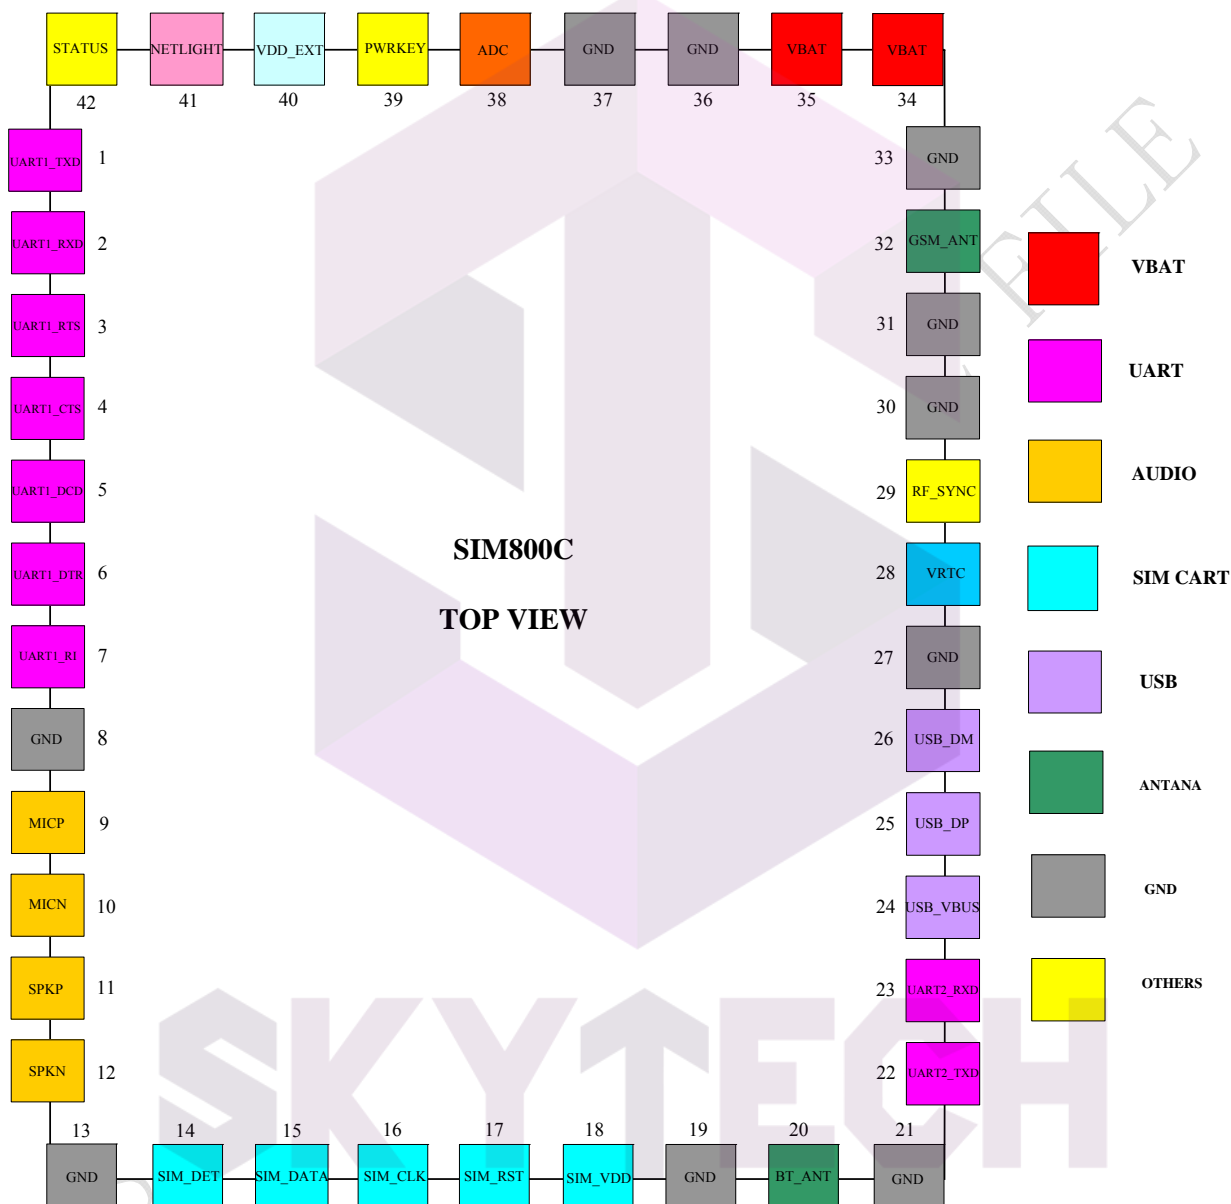 STATUS NETLIGHT VDD_EXT PWRKEY ADC GND GND VBAT VBAT
42 41 40 39 38 37 36 35 34
UART1_TXD 1
UART1_RXD 2
UART1_RTS 3
UART1_CTS 4
UART1_DCD 5
UART1_DTR 6
UART1_RI 7
GND 8
MICP 9
MICN 10
SPKP 11
SPKN 12
33 GND
32 GSM_ANT
31 GND
30 GND
29 RF_SYNC
28 VRTC
27 GND
26 USB_DM
25 USB_DP
24 USB_VBUS
23 UART2_RXD
22 UART2_TXD
SIM800C
TOP VIEW
13 14 15 16 17 18 19 20 21
GND SIM_DET SIM_DATA SIM_CLK SIM_RST SIM_VDD GND BT_ANT GND
VBAT
UART
AUDIO
SIM CART
USB
ANTANA
GND
OTHERS
FILE
SKYTECH